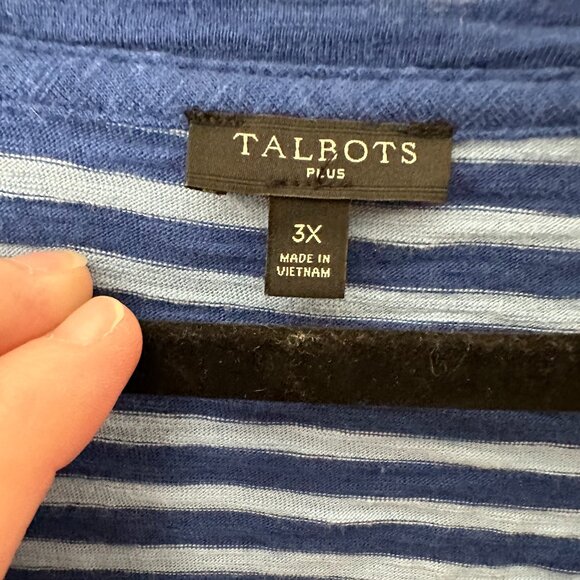 TALBOTS
PLUS
3X
MADE IN
VIETNAM